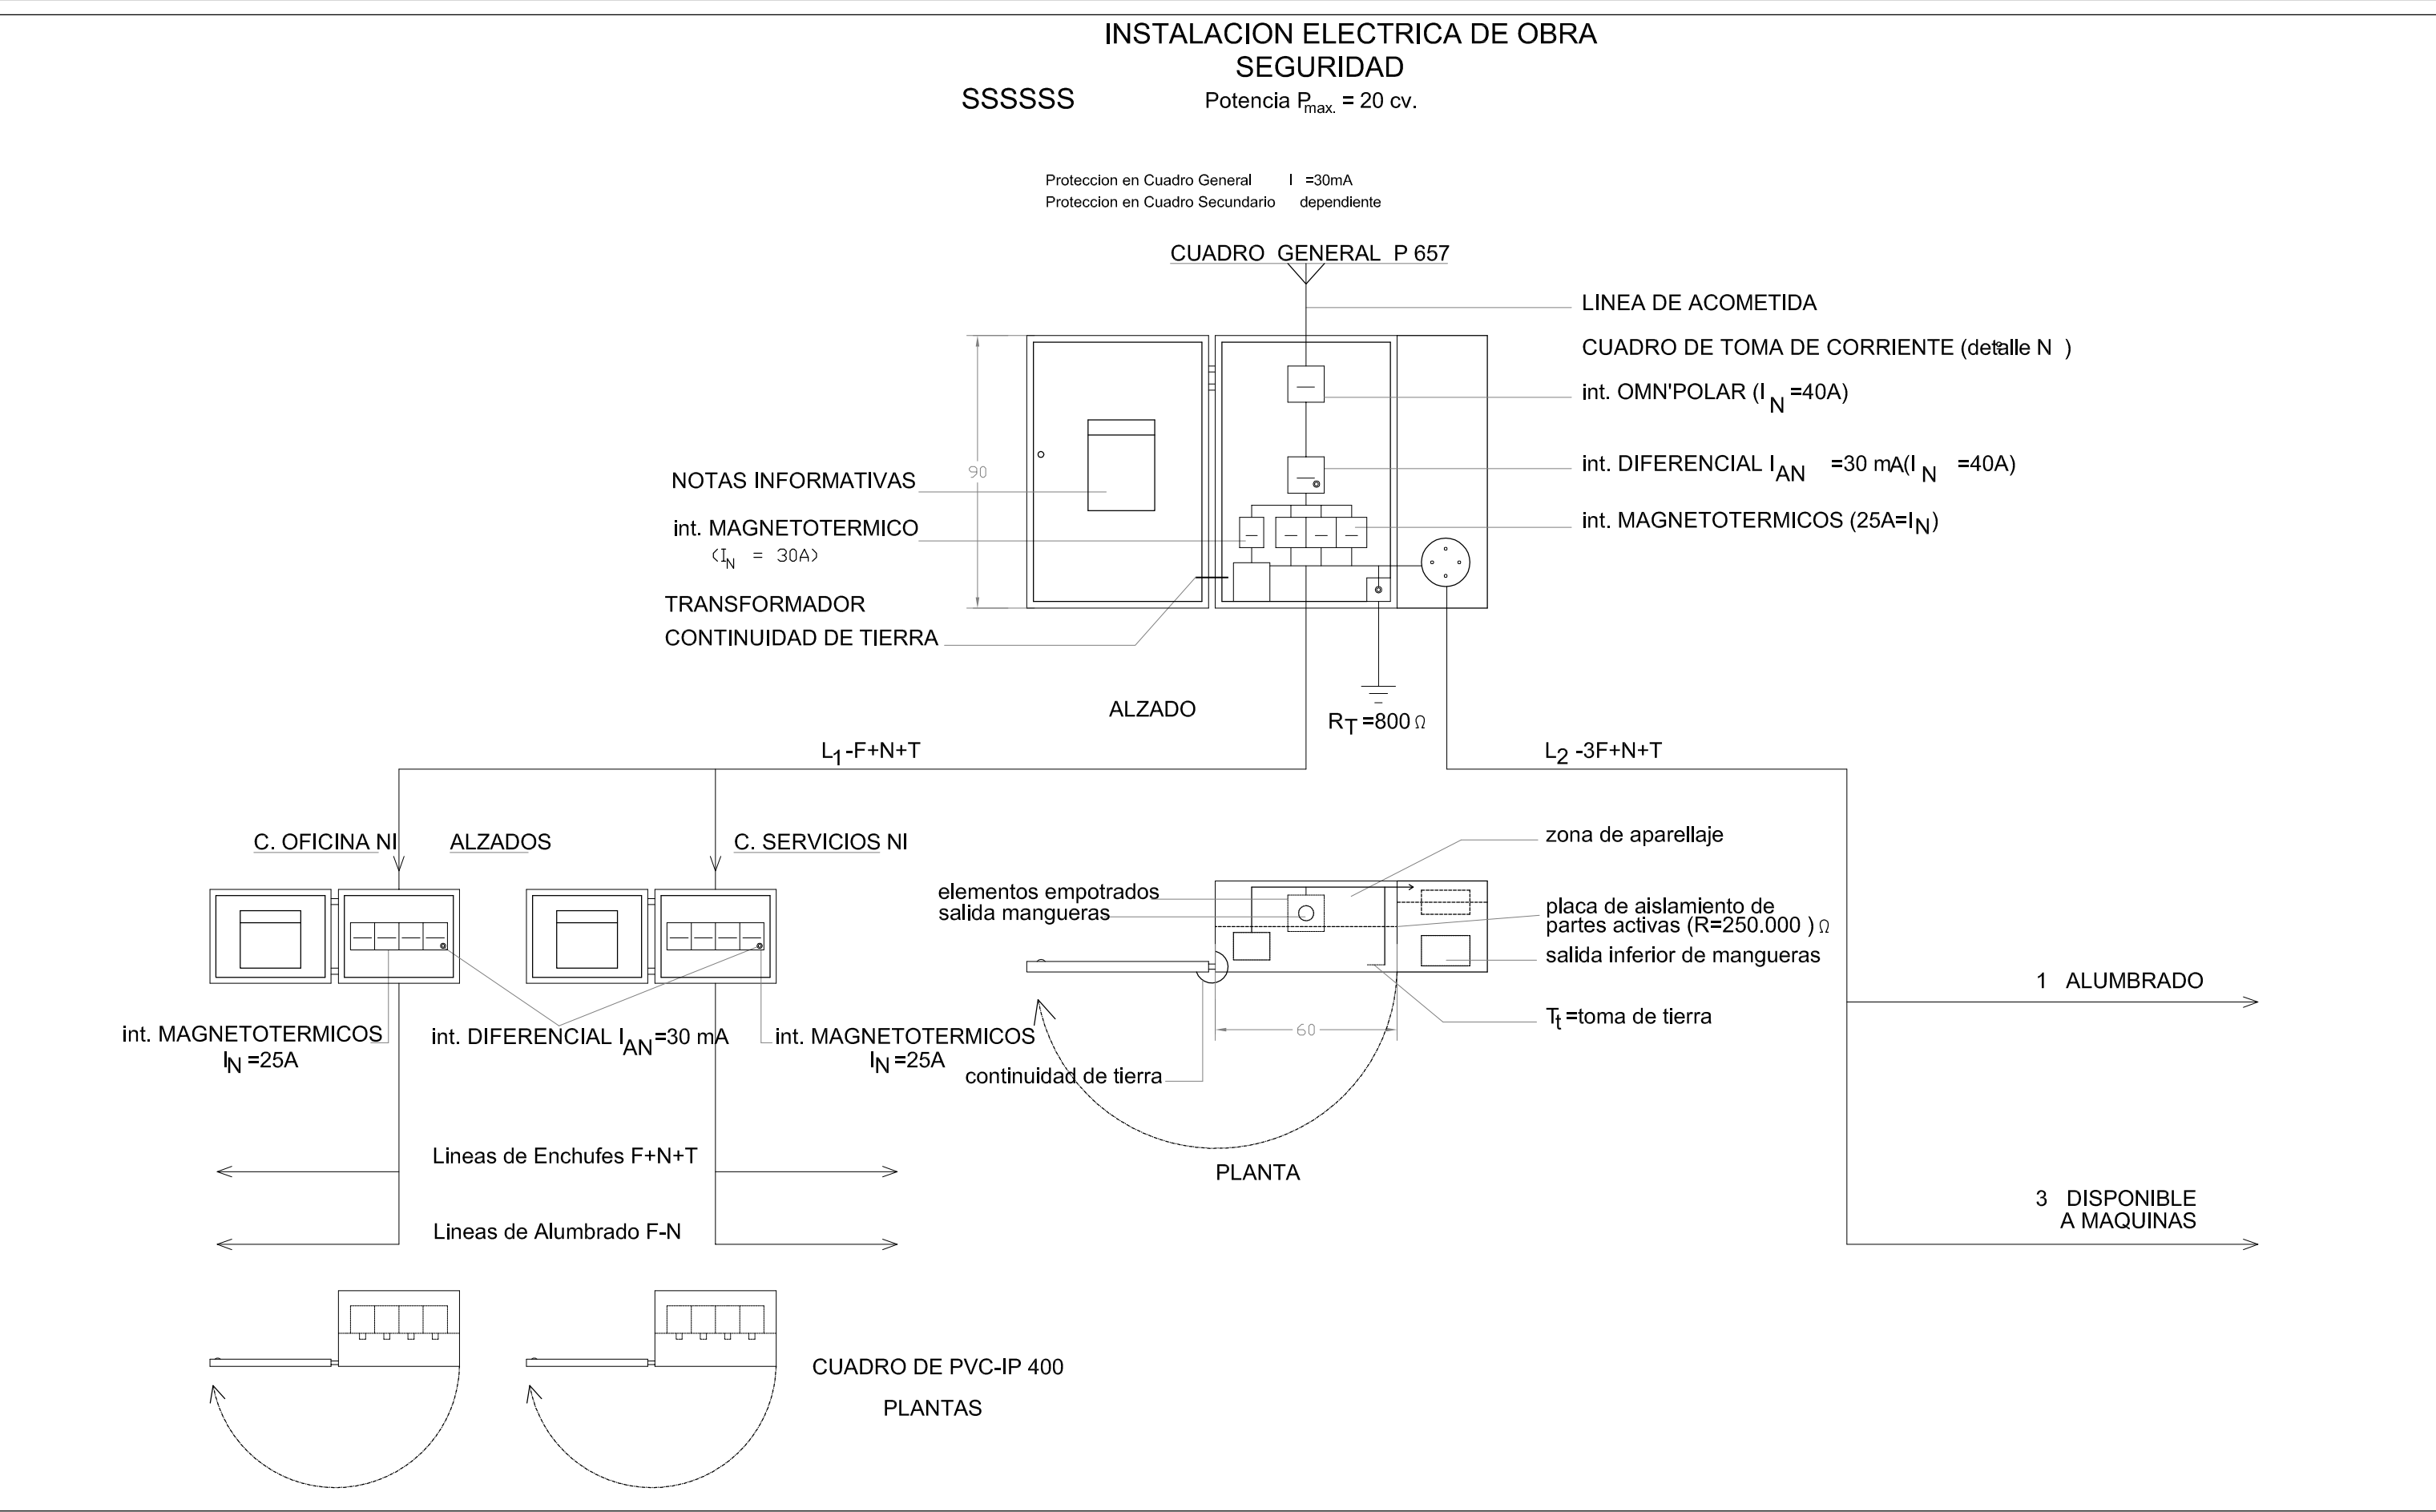 INSTALACION ELECTRICA DE OBRA
SEGURIDAD
SSSSSS
Potencia Pmax. = 20 cv.
Proteccion en Cuadro General I =30mA
Proteccion en Cuadro Secundario dependiente
CUADRO GENERAL P 657
LINEA DE ACOMETIDA
CUADRO DE TOMA DE CORRIENTE (detalle Nº)
int. OMN'POLAR (IN =40A)
int. DIFERENCIAL IAN =30 mA(IN =40A)
int. MAGNETOTERMICOS (25A=IN)
90
NOTAS INFORMATIVAS
int. MAGNETOTERMICO
(IN = 30A)
TRANSFORMADOR
CONTINUIDAD DE TIERRA
ALZADO
RT=800 Ω
L1-F+N+T
L2 -3F+N+T
C. OFICINA NI
ALZADOS
C. SERVICIOS NI
int. MAGNETOTERMICOS
IN =25A
int. DIFERENCIAL IAN=30 mA
int. MAGNETOTERMICOS
IN =25A
elementos empotrados
salida mangueras
zona de aparellaje
placa de aislamiento de
partes activas (R=250.000 ) Ω
salida inferior de mangueras
Tt =toma de tierra
60
continuidad de tierra
PLANTA
1 ALUMBRADO
3 DISPONIBLE
A MAQUINAS
Lineas de Enchufes F+N+T
Lineas de Alumbrado F-N
CUADRO DE PVC-IP 400
PLANTAS